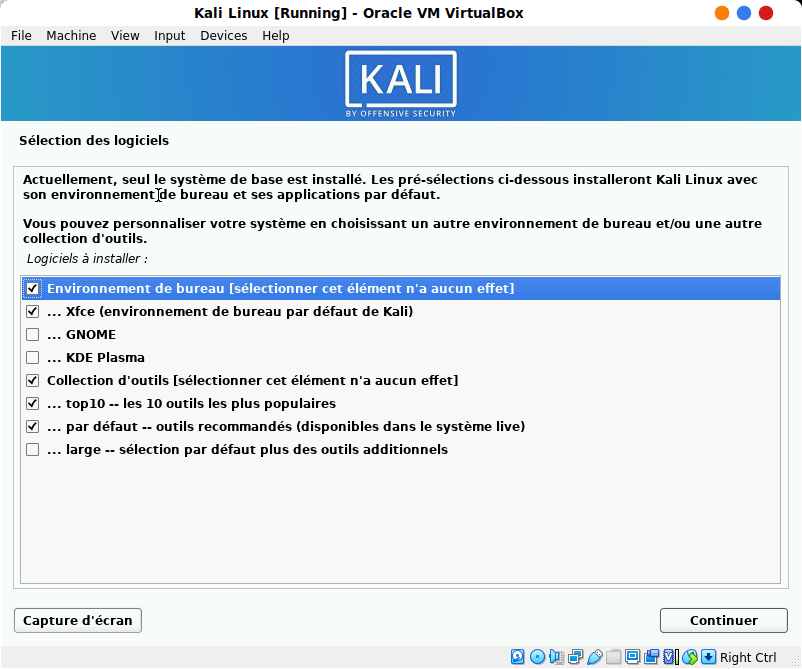 Kali Linux [Running] - Oracle VM VirtualBox
File Machine View Input Devices Help
KALI
BY OFFENSIVE SECURITY
Sélection des logiciels
Actuellement, seul le système de base est installé. Les pré-sélections ci-dessous installeront Kali Linux avec
son environnement de bureau et ses applications par défaut.
Vous pouvez personnaliser votre système en choisissant un autre environnement de bureau et/ou une autre
collection d'outils.
Logiciels à installer :
Environnement de bureau [sélectionner cet élément n'a aucun effet]
... Xfce (environnement de bureau par défaut de Kali)
... GNOME
... KDE Plasma
Collection d'outils [sélectionner cet élément n'a aucun effet]
... top10 -- les 10 outils les plus populaires
... par défaut -- outils recommandés (disponibles dans le système live)
... large -- sélection par défaut plus des outils additionnels
Capture d'écran
Continuer
Right Ctrl